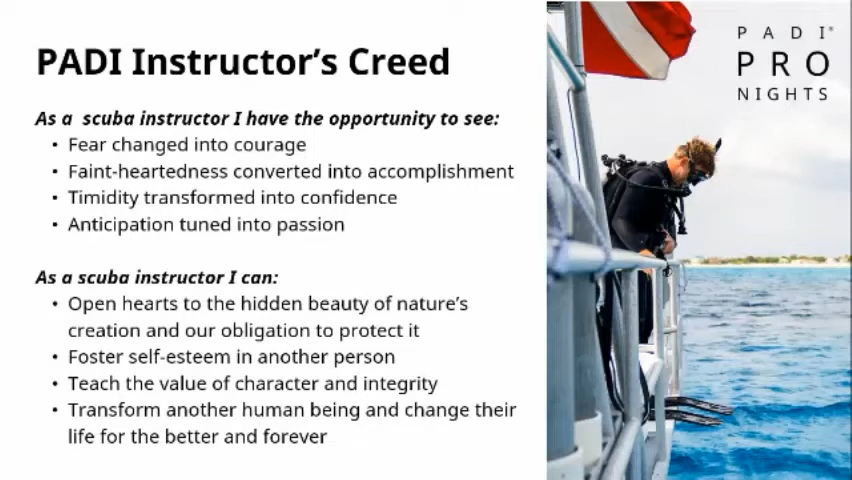 PADI Instructor’s Creed
As a scuba instructor I have the opportunity to see:
• Fear changed into courage
• Faint-heartedness converted into accomplishment
• Timidity transformed into confidence
• Anticipation tuned into passion
As a scuba instructor I can:
• Open hearts to the hidden beauty of nature’s
creation and our obligation to protect it
• Foster self-esteem in another person
• Teach the value of character and integrity
• Transform another human being and change their
life for the better and forever
PADI®
PRO
NIGHTS